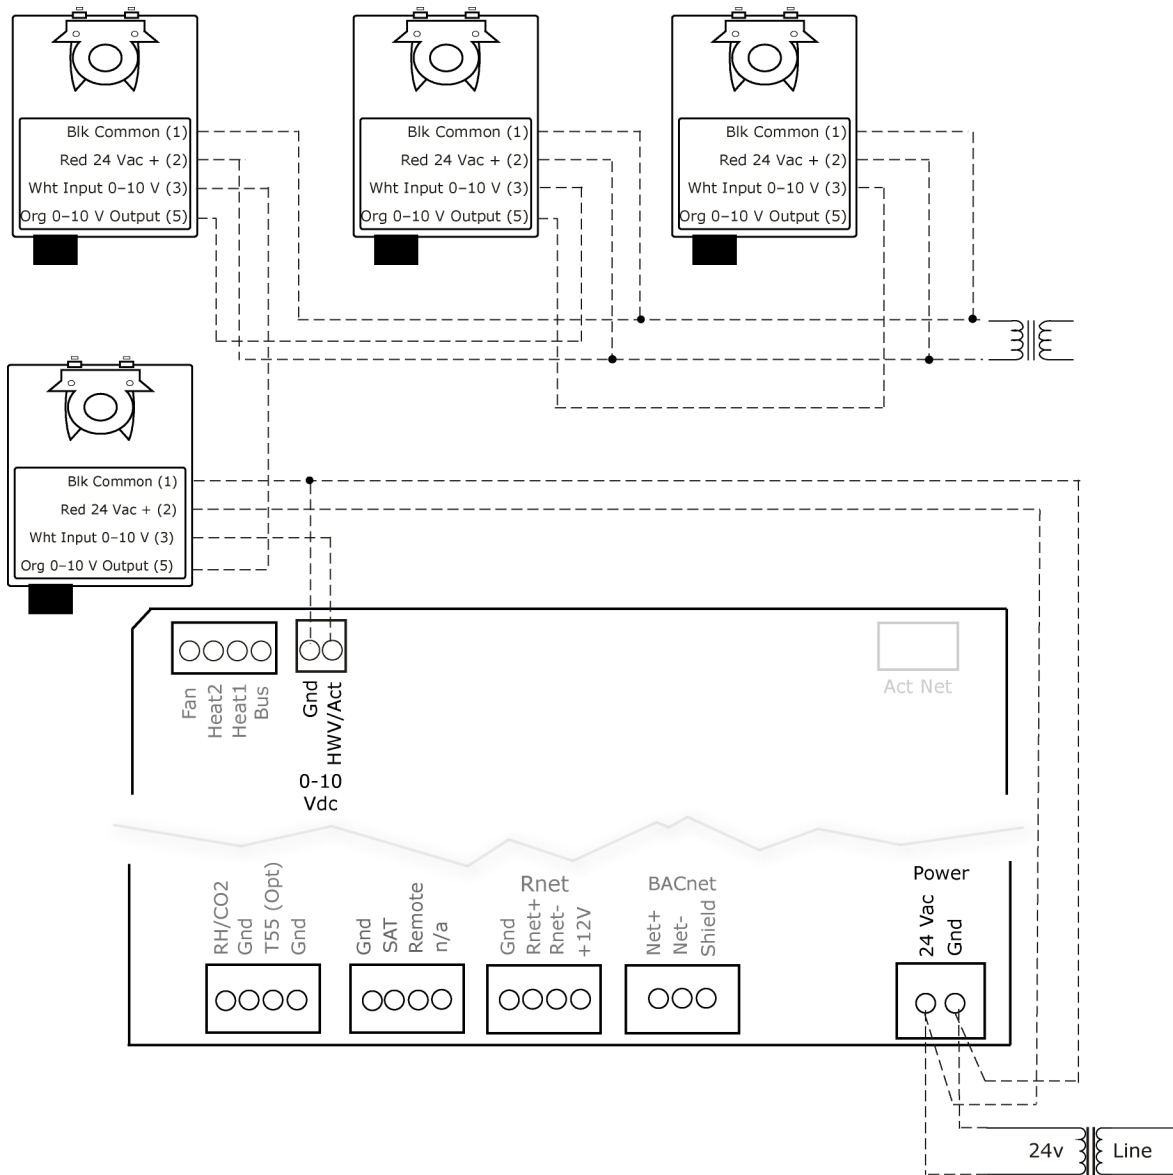 Blk Common (1)
Red 24 Vac + (2)
Wht Input 0–10 V (3)
Org 0–10 V Output (5)
Blk Common (1)
Red 24 Vac + (2)
Wht Input 0–10 V (3)
Org 0–10 V Output (5)
Blk Common (1)
Red 24 Vac + (2)
Wht Input 0–10 V (3)
Org 0–10 V Output (5)
Blk Common (1)
Red 24 Vac + (2)
Wht Input 0–10 V (3)
Org 0–10 V Output (5)
Fan
Heat2
Heat1
Bus
Gnd
HWV/Act
0-10
Vdc
Act Net
RH/CO2
Gnd
T55 (Opt)
Gnd
Gnd
SAT
Remote
n/a
Rnet
Gnd
Rnet+
Rnet-
+12V
BACnet
Net+
Net-
Shield
Power
24 Vac
Gnd
24v
Line